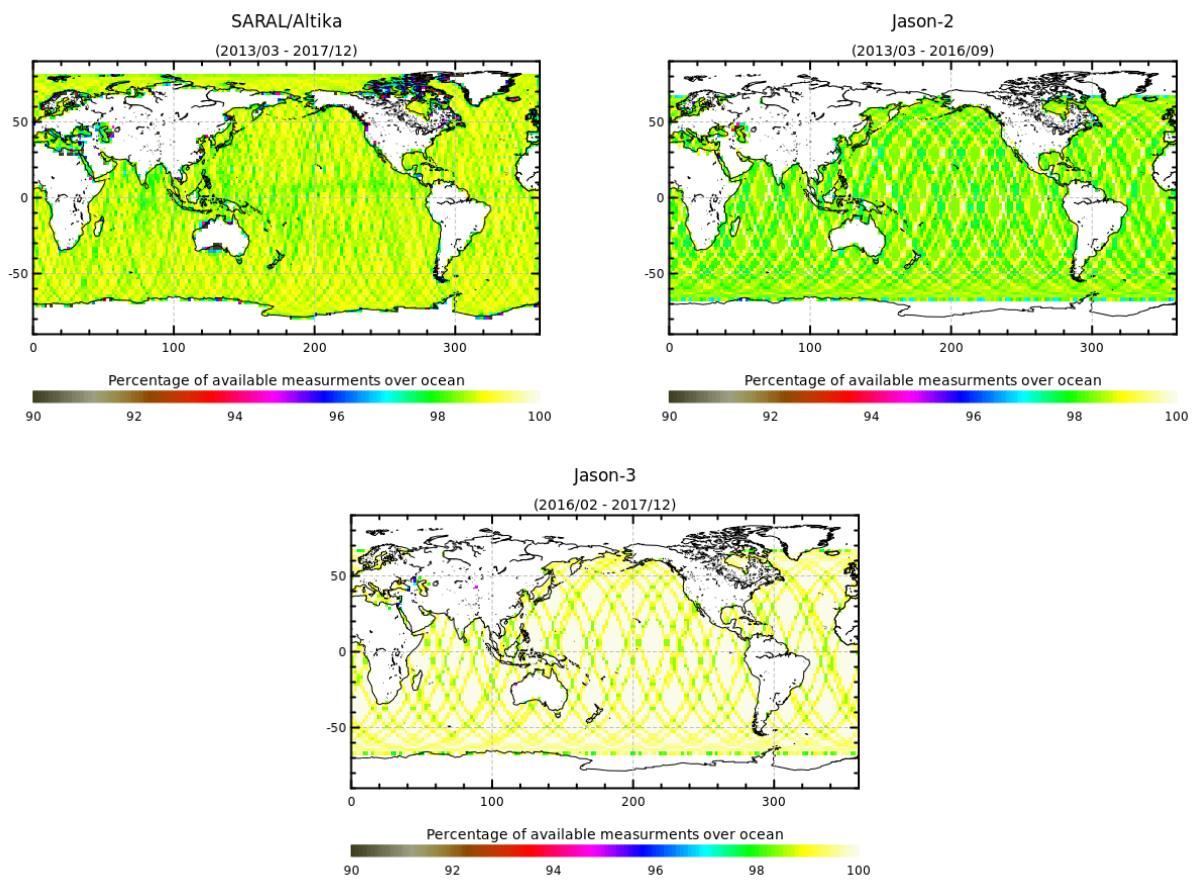 SARAL/Altika
(2013/03 - 2017/12)
50
0
-50
0 100 200 300
Percentage of available measurments over ocean
90 92 94 96 98 100
Jason-2
(2013/03 - 2016/09)
50
0
-50
0 100 200 300
Percentage of available measurments over ocean
90 92 94 96 98 100
Jason-3
(2016/02 - 2017/12)
50
0
-50
0 100 200 300
Percentage of available measurments over ocean
90 92 94 96 98 100